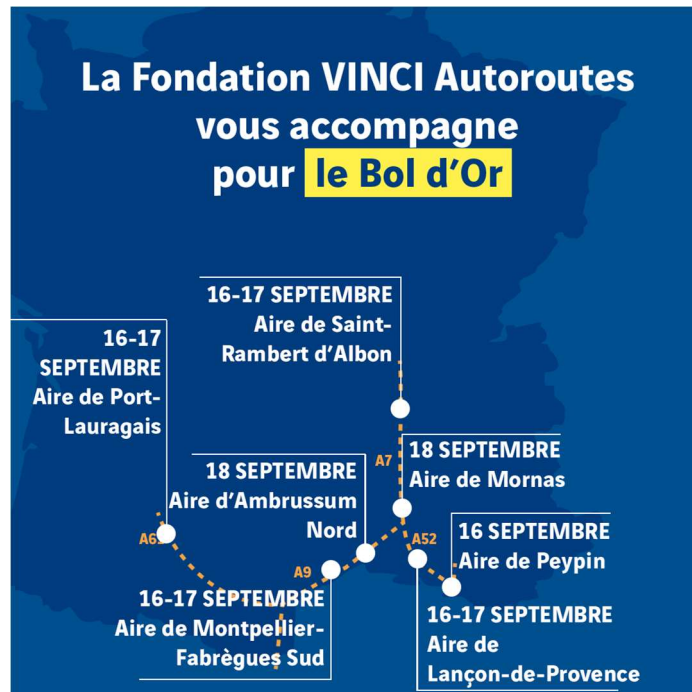 La Fondation VINCI Autoroutes
vous accompagne
pour le Bol d'Or
16-17 SEPTEMBRE
Aire de Saint-
Rambert d'Albon
16-17
SEPTEMBRE
Aire de Port-
Lauragais
A7
18 SEPTEMBRE
Aire de Mornas
18 SEPTEMBRE
Aire d'Ambrussum
Nord
A52
16 SEPTEMBRE
Aire de Peypin
A9
16-17 SEPTEMBRE
Aire de Montpellier-
Fabrègues Sud
16-17 SEPTEMBRE
Aire de
Lançon-de-Provence